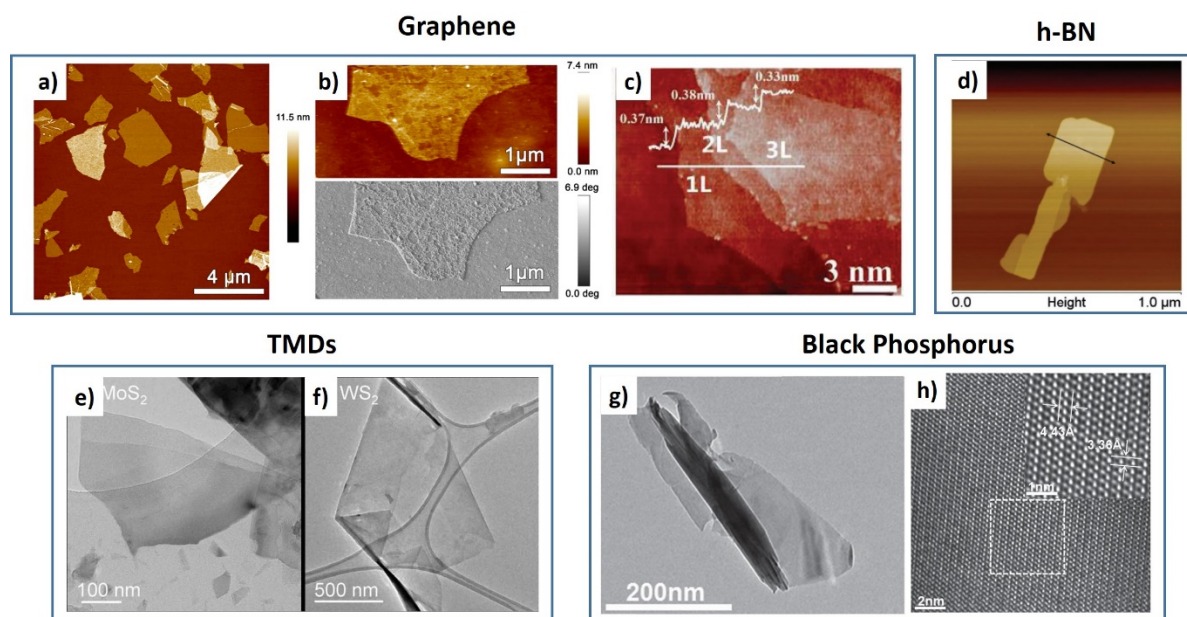 Graphene
h-BN
a)
11.5 nm
4 μm
b)
7.4 nm
1μm
0.0 nm
6.9 deg
1μm
0.0 deg
c)
0.33nm
0.38nm
0.37nm
2L
3L
1L
3 nm
d)
0.0 Height 1.0 μm
TMDs
Black Phosphorus
e) MoS2
100 nm
f) WS2
500 nm
g)
200nm
h)
4.43Å
3.36Å
1nm
2nm